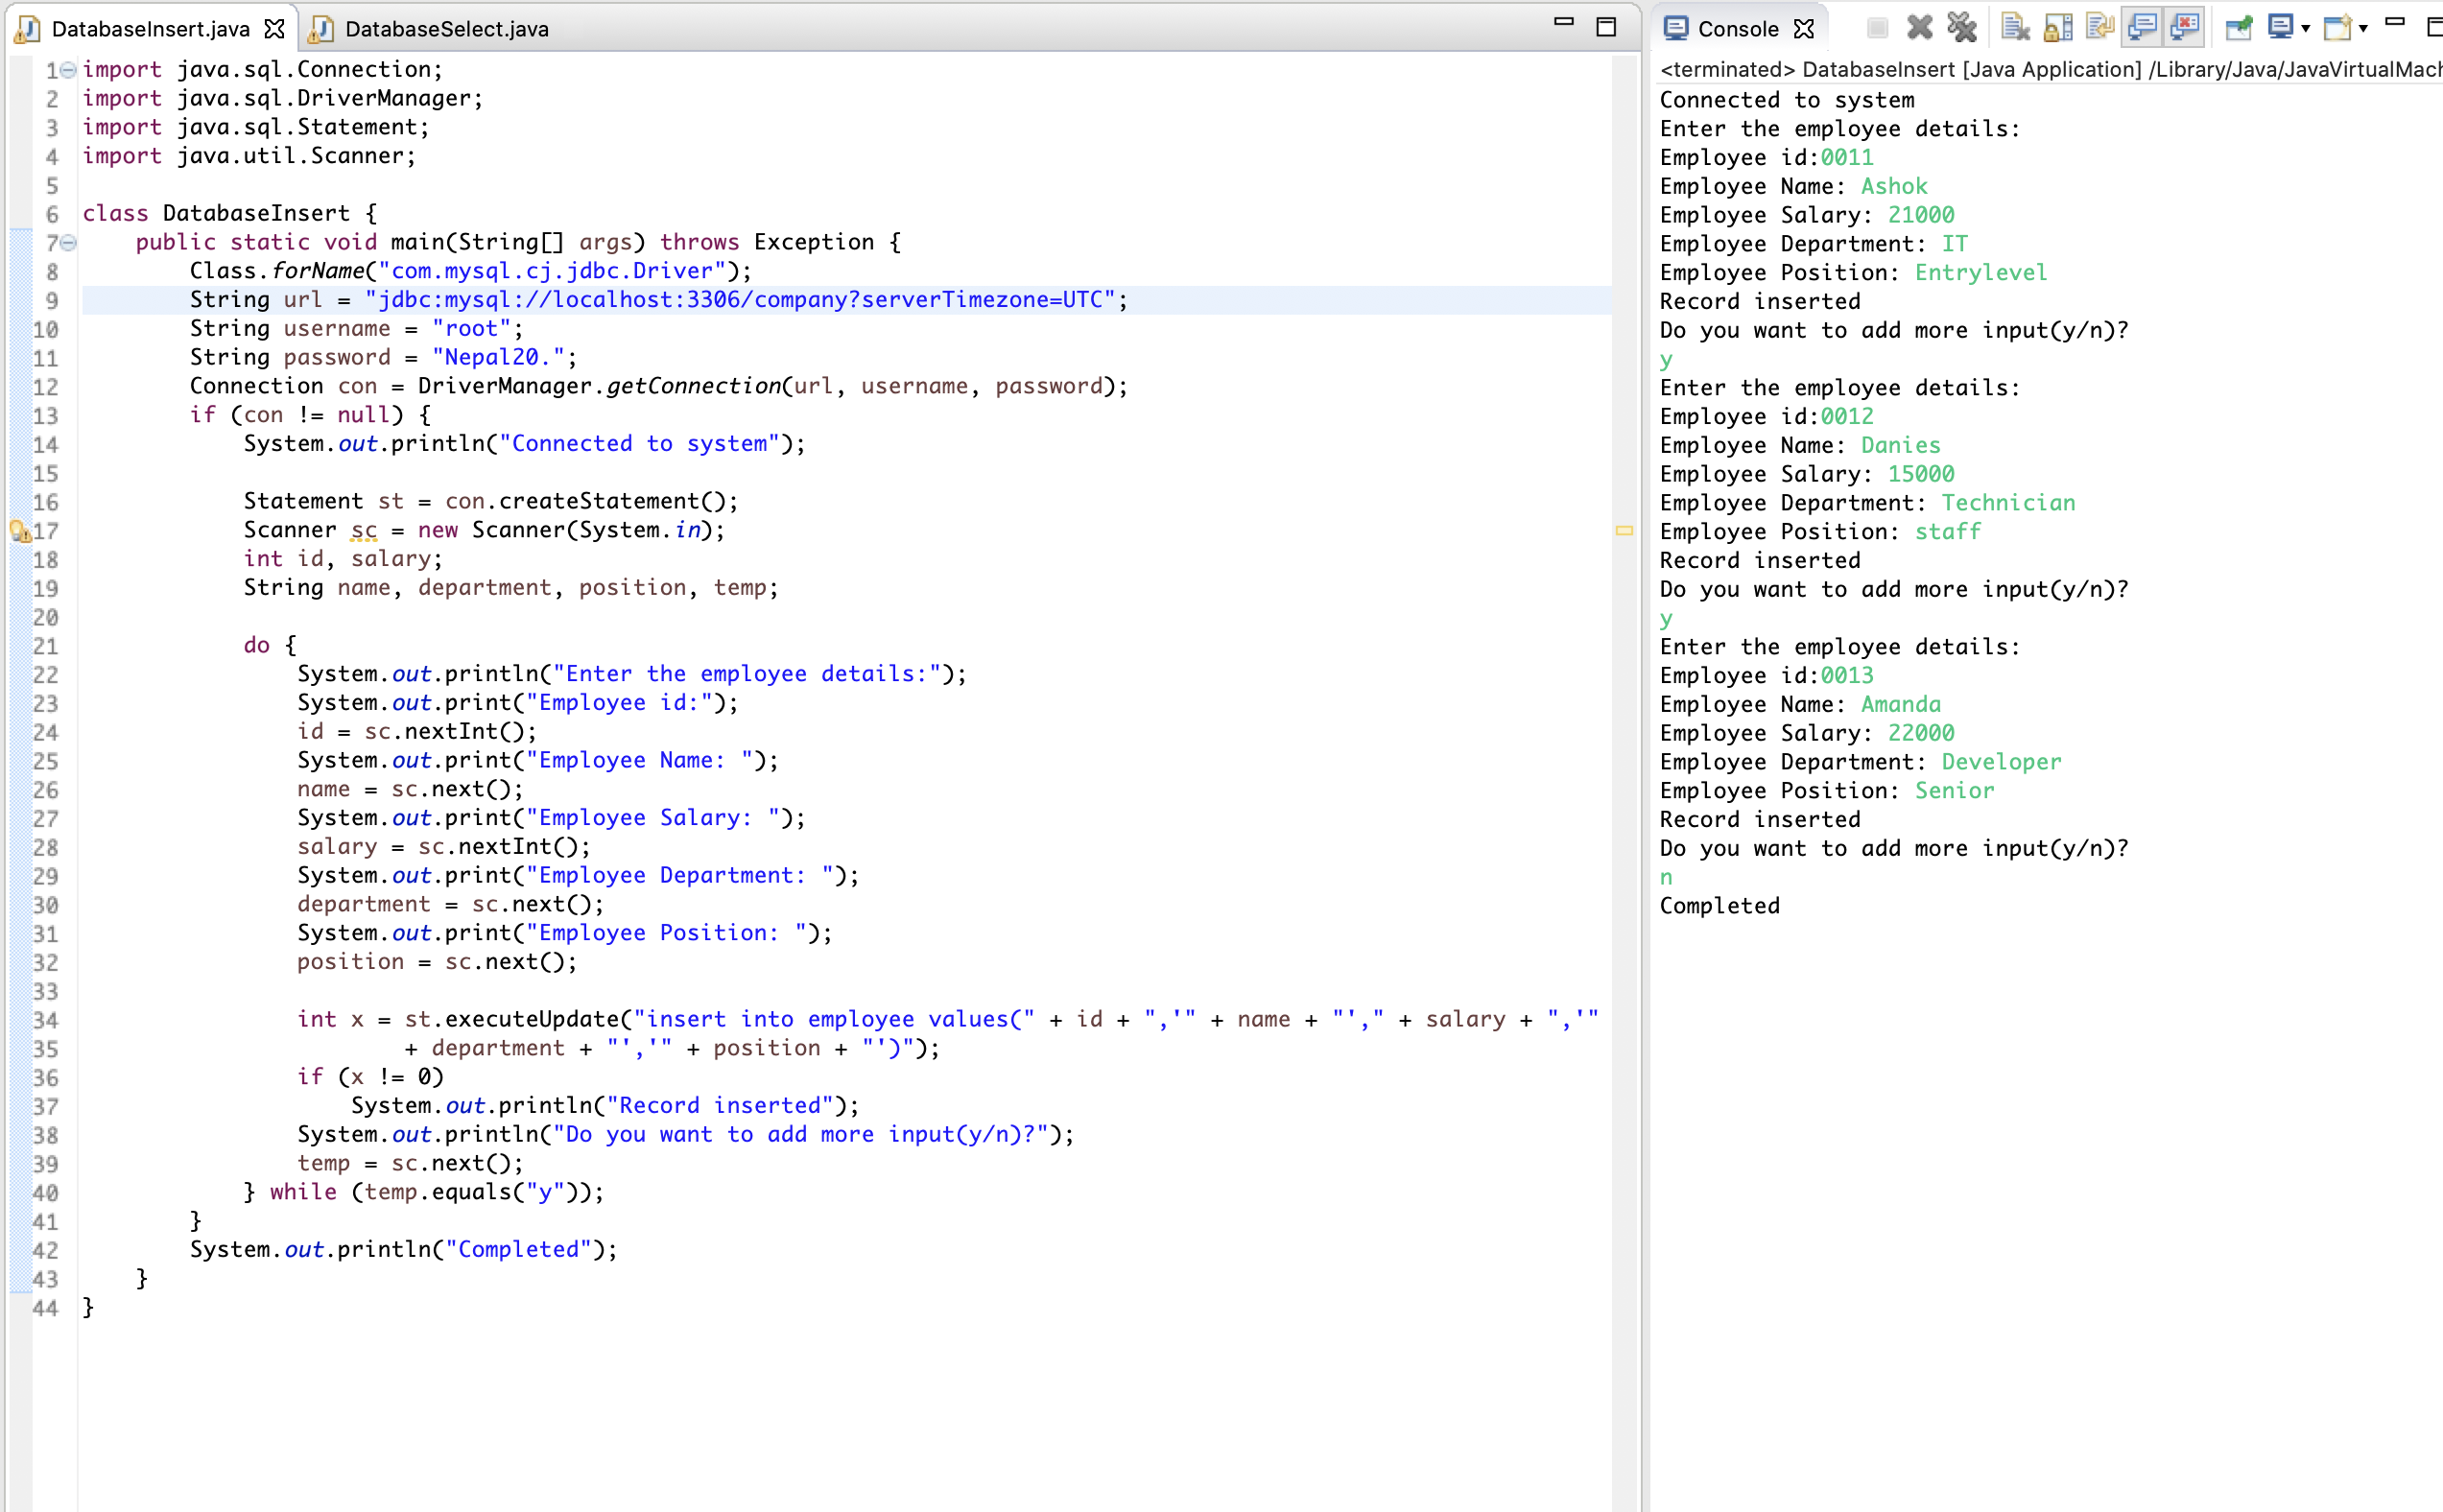 DatabaseInsert.java DatabaseSelect.java
1 import java.sql.Connection;
2 import java.sql.DriverManager;
3 import java.sql.Statement;
4 import java.util.Scanner;
5
6 class DatabaseInsert {
7 public static void main(String[] args) throws Exception {
8 Class.forName("com.mysql.cj.jdbc.Driver");
9 String url = "jdbc:mysql://localhost:3306/company?serverTimezone=UTC";
10 String username = "root";
11 String password = "Nepal20.";
12 Connection con = DriverManager.getConnection(url, username, password);
13 if (con != null) {
14 System.out.println("Connected to system");
15
16 Statement st = con.createStatement();
17 Scanner sc = new Scanner(System.in);
18 int id, salary;
19 String name, department, position, temp;
20
21 do {
22 System.out.println("Enter the employee details:");
23 System.out.print("Employee id:");
24 id = sc.nextInt();
25 System.out.print("Employee Name: ");
26 name = sc.next();
27 System.out.print("Employee Salary: ");
28 salary = sc.nextInt();
29 System.out.print("Employee Department: ");
30 department = sc.next();
31 System.out.print("Employee Position: ");
32 position = sc.next();
33
34 int x = st.executeUpdate("insert into employee values(" + id + ",'" + name + "'," + salary + ",'"
35 + department + "','" + position + "')");
36 if (x != 0)
37 System.out.println("Record inserted");
38 System.out.println("Do you want to add more input(y/n)?");
39 temp = sc.next();
40 } while (temp.equals("y"));
41 }
42 System.out.println("Completed");
43 }
44 }
Console
<terminated> DatabaseInsert [Java Application] /Library/Java/JavaVirtualMach
Connected to system
Enter the employee details:
Employee id:0011
Employee Name: Ashok
Employee Salary: 21000
Employee Department: IT
Employee Position: Entrylevel
Record inserted
Do you want to add more input(y/n)?
y
Enter the employee details:
Employee id:0012
Employee Name: Danies
Employee Salary: 15000
Employee Department: Technician
Employee Position: staff
Record inserted
Do you want to add more input(y/n)?
y
Enter the employee details:
Employee id:0013
Employee Name: Amanda
Employee Salary: 22000
Employee Department: Developer
Employee Position: Senior
Record inserted
Do you want to add more input(y/n)?
n
Completed